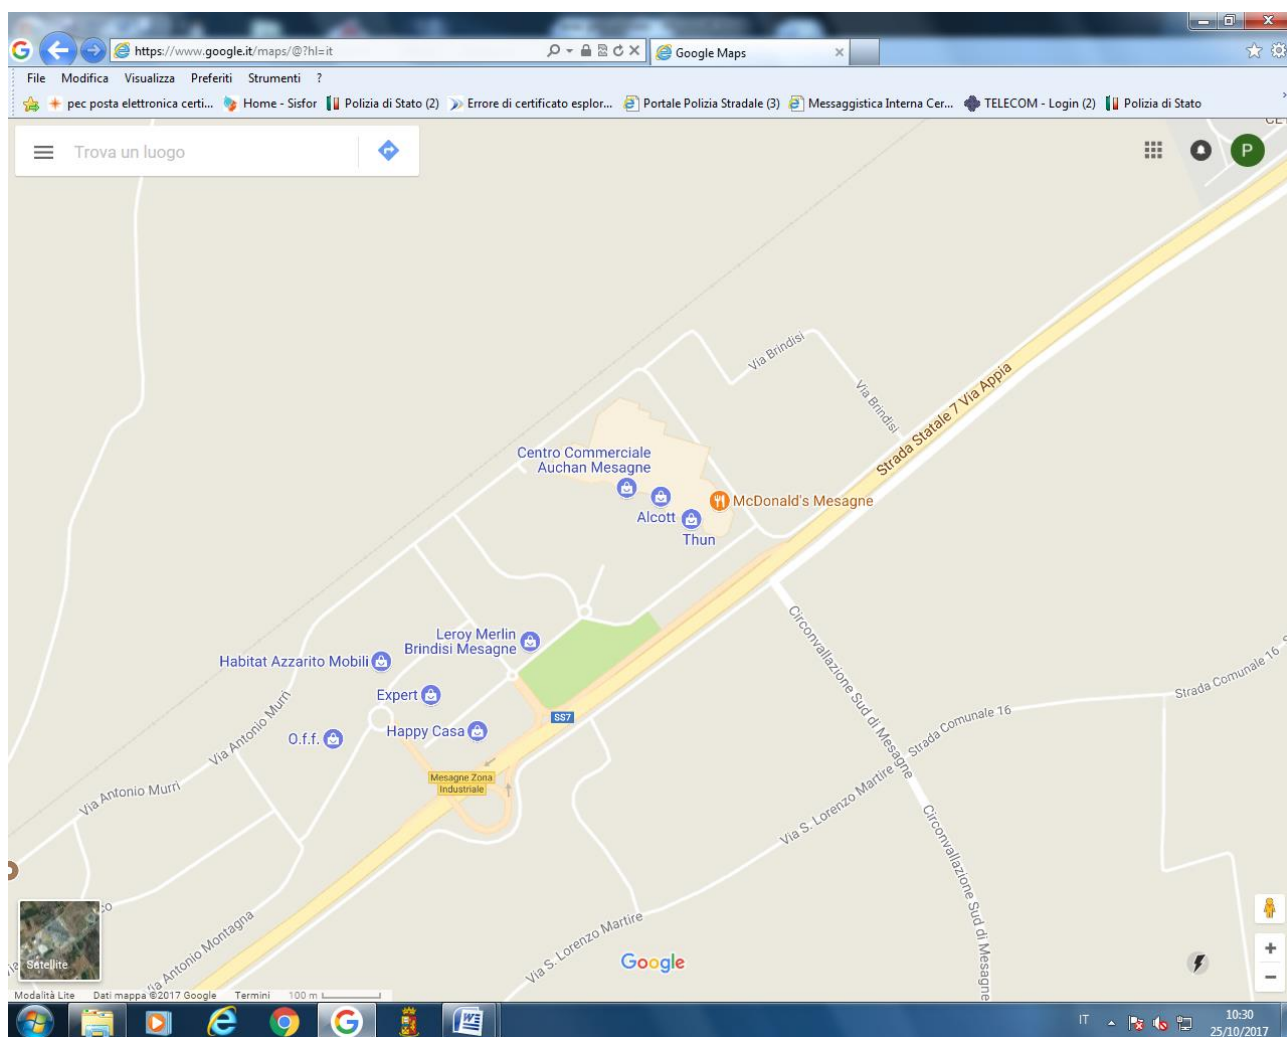 https://www.google.it/maps/@?hl=it
Google Maps
File Modifica Visualizza Preferiti Strumenti ?
pec posta elettronica certi... Home - Sisfor Polizia di Stato (2) Errore di certificato esplor... Portale Polizia Stradale (3) Messaggistica Interna Cer... TELECOM - Login (2) Polizia di Stato
Trova un luogo
P
Via Brindisi
Via Brindisi
Strada Statale 7 Via Appia
Centro Commerciale
Auchan Mesagne
McDonald's Mesagne
Alcott
Thun
Leroy Merlin
Brindisi Mesagne
Habitat Azzarito Mobili
Expert
Happy Casa
O.f.f.
SS7
Via Antonio Murri
Via Antonio Murri
Mesagne Zona
Industriale
Circonvallazione Sud di Mesagne
Strada Comunale 16
Strada Comunale 16
Via S. Lorenzo Martire
Circonvallazione Sud di Mesagne
Via S. Lorenzo Martire
Via Antonio Montagna
Satellite
Google
Modalità Lite Dati mappa ©2017 Google Termini 100 m
IT
10:30
25/10/2017